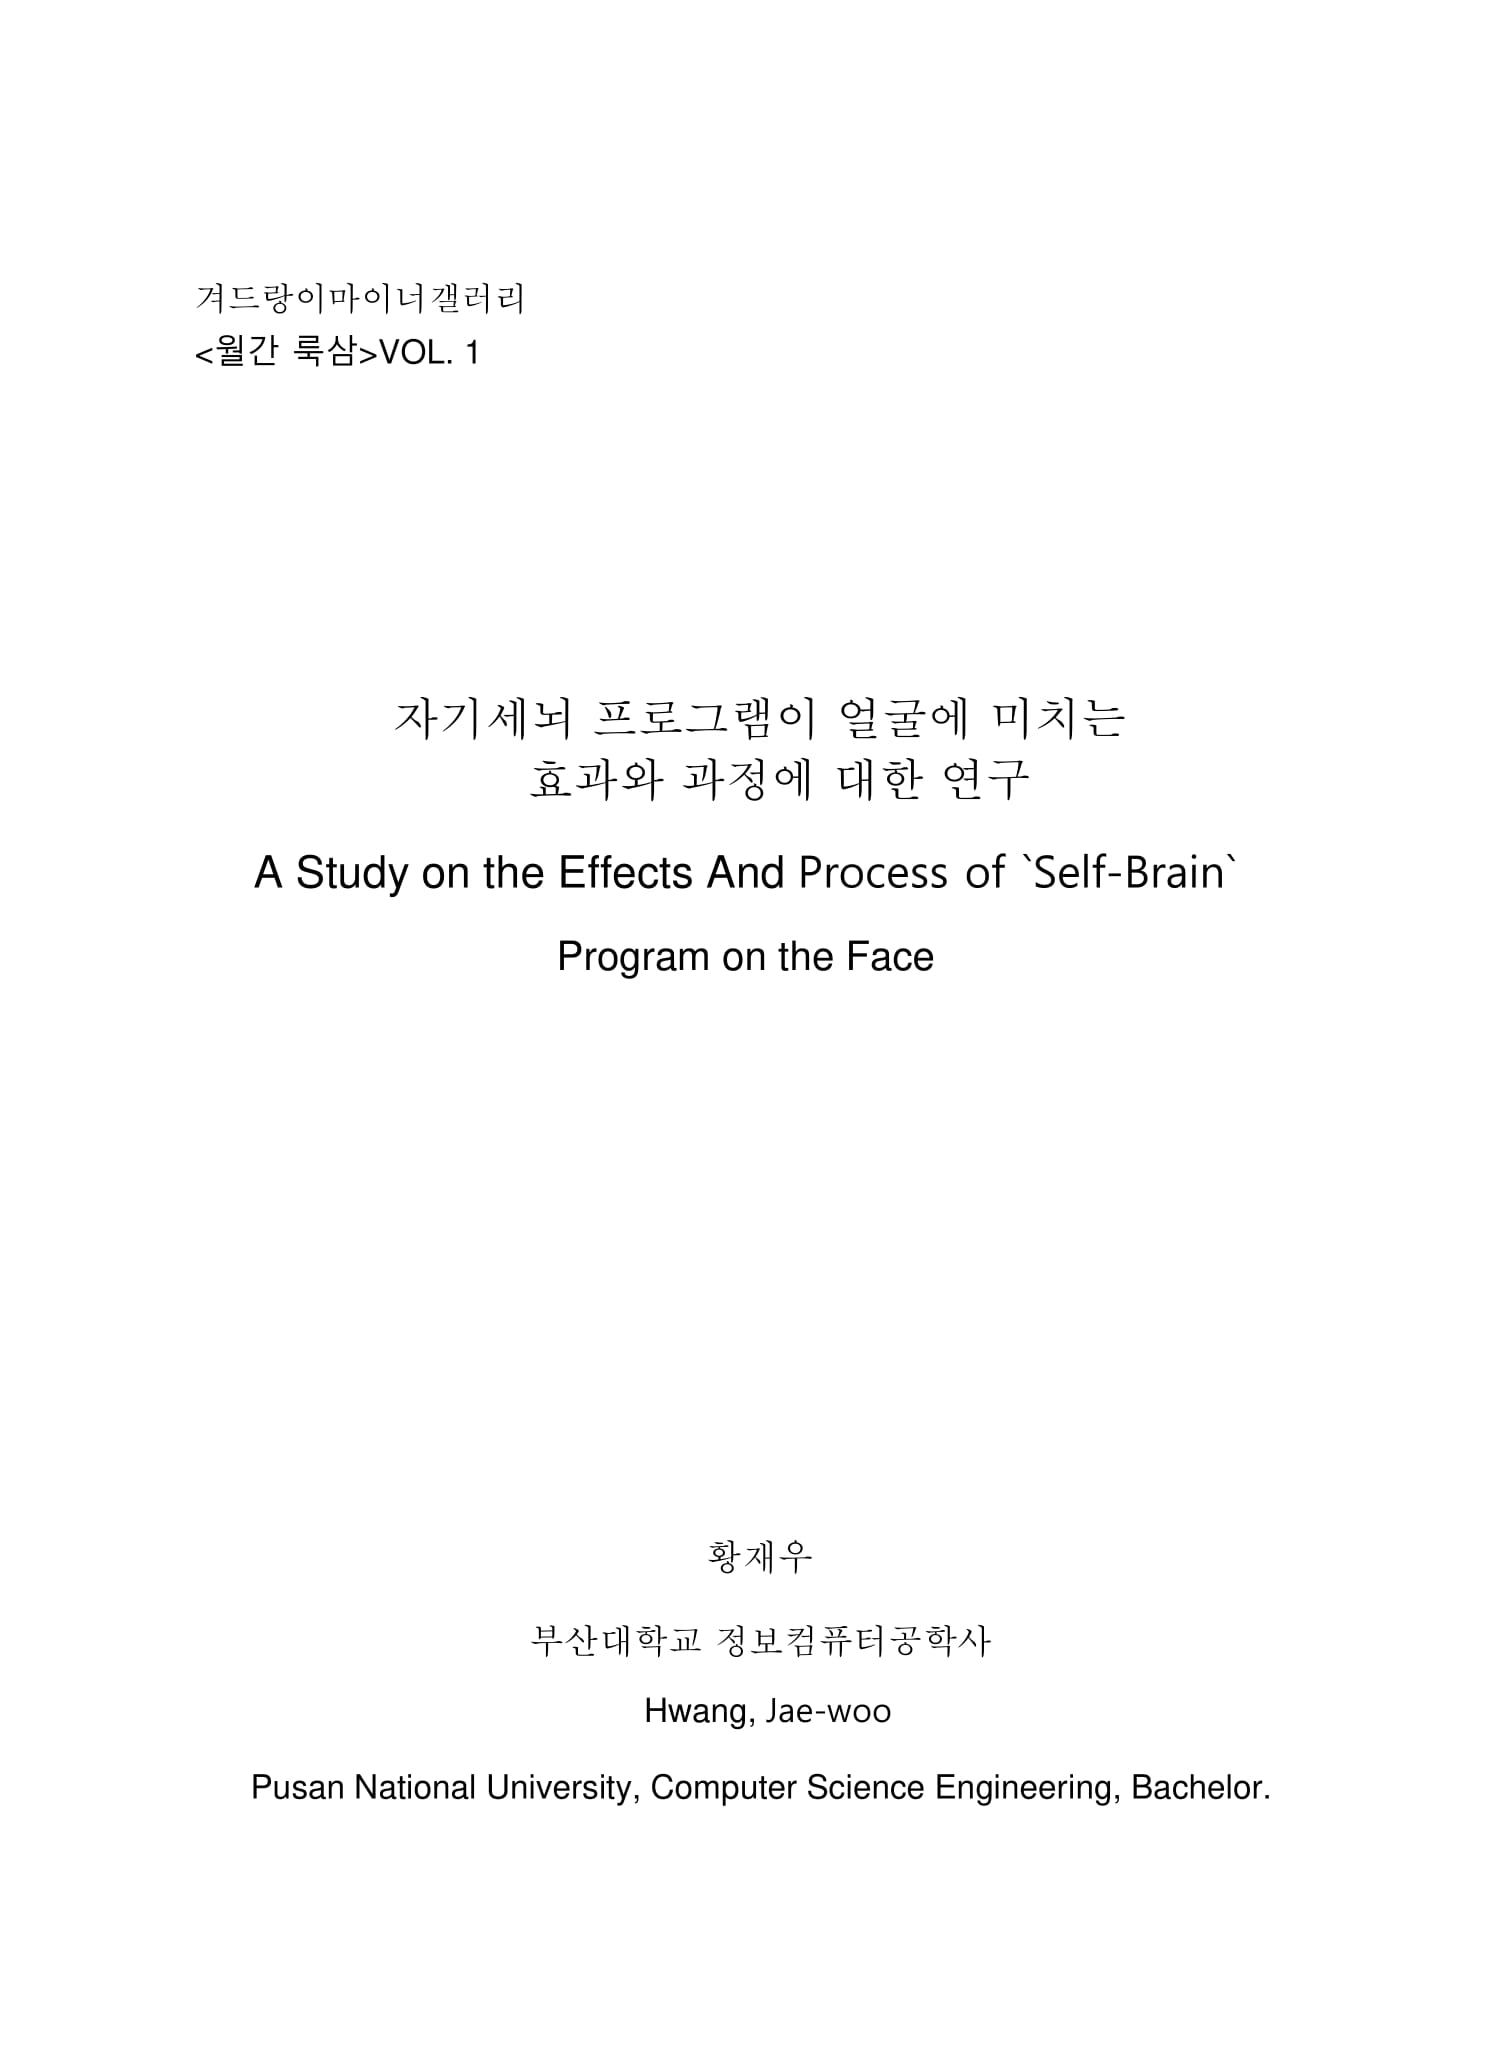 겨드랑이마이너갤러리
<월간 룩삼>VOL. 1
자기세뇌 프로그램이 얼굴에 미치는
효과와 과정에 대한 연구
A Study on the Effects And Process of `Self-Brain`
Program on the Face
황재우
부산대학교 정보컴퓨터공학사
Hwang, Jae-woo
Pusan National University, Computer Science Engineering, Bachelor.